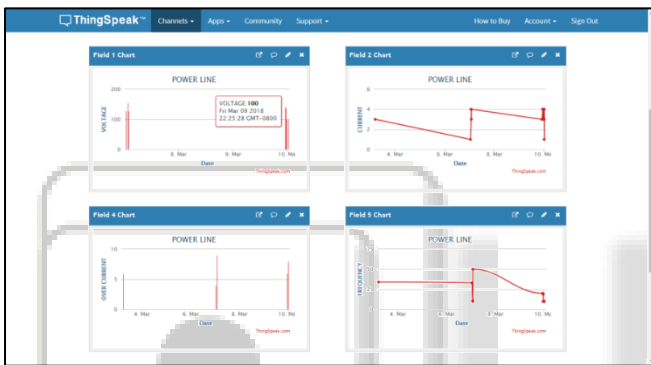 ThingSpeak™ Channels Apps Community Support How to Buy Account Sign Out
Field 1 Chart
POWER LINE
200
100
0
VOLTAGE
VOLTAGE:100
Fri Mar 09 2018
22:25:28 GMT-0800
8. Mar 9. Mar 10. Ma
Date
ThingSpeak.com
Field 2 Chart
POWER LINE
6
4
2
0
CURRENT
4. Mar 6. Mar 8. Mar 10. Ma
Date
ThingSpeak.com
Field 4 Chart
POWER LINE
10
5
0
OVER CURRENT
4. Mar 6. Mar 8. Mar 10. Ma
Date
ThingSpeak.com
Field 5 Chart
POWER LINE
75
50
25
0
FREQUENCY
4. Mar 6. Mar 8. Mar 10. Ma
Date
ThingSpeak.com